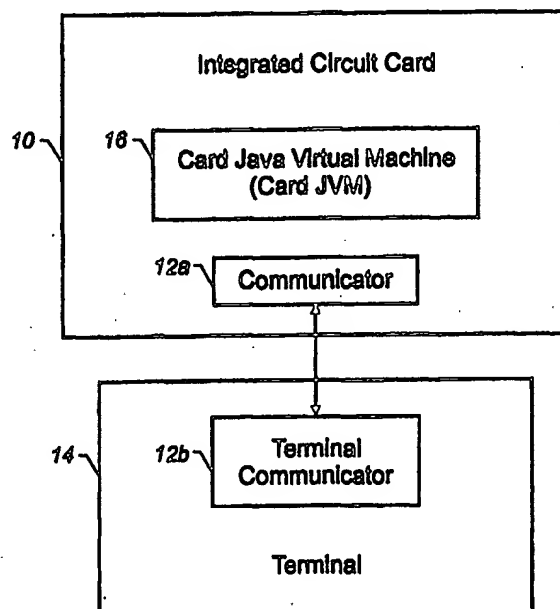 Integrated Circuit Card
10
16
Card Java Virtual Machine
(Card JVM)
12a
Communicator
14
12b
Terminal
Communicator
Terminal